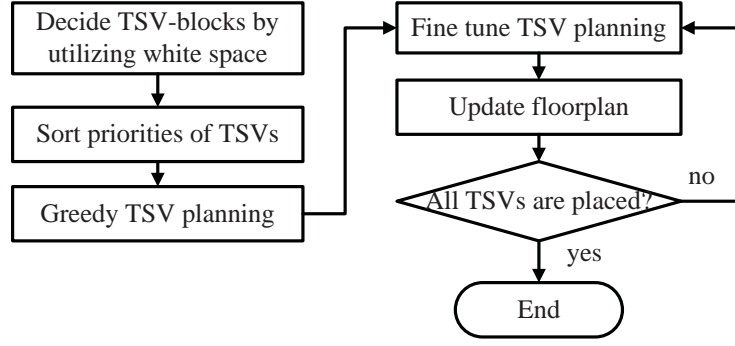 Decide TSV-blocks by
utilizing white space
Sort priorities of TSVs
Greedy TSV planning
Fine tune TSV planning
Update floorplan
All TSVs are placed?
no
yes
End